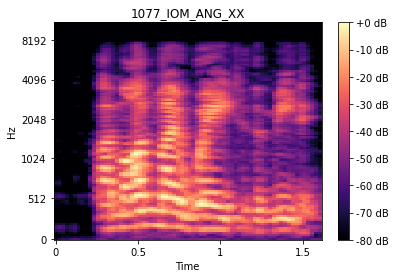 1077_IOM_ANG_XX
8192
4096
2048
1024
512
0
Hz
0
0.5
1
1.5
Time
+0 dB
-10 dB
-20 dB
-30 dB
-40 dB
-50 dB
-60 dB
-70 dB
-80 dB